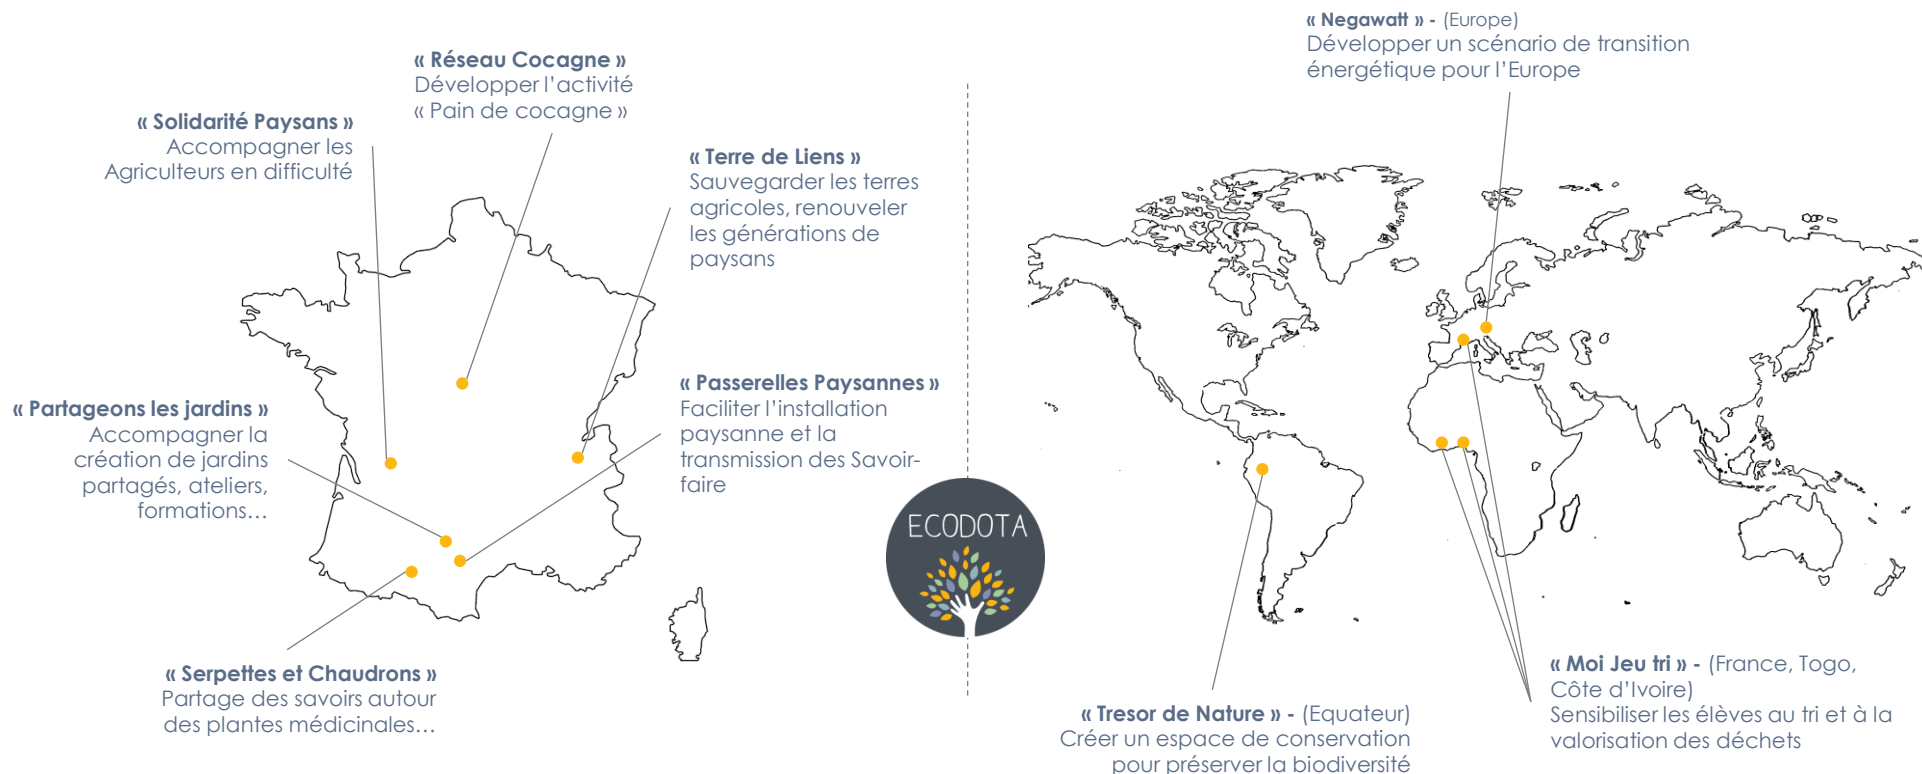 « Réseau Cocagne »
Développer l’activité
« Pain de cocagne »
« Solidarité Paysans »
Accompagner les
Agriculteurs en difficulté
« Terre de Liens »
Sauvegarder les terres
agricoles, renouveler
les générations de
paysans
« Partageons les jardins »
Accompagner la
création de jardins
partagés, ateliers,
formations…
« Passerelles Paysannes »
Faciliter l’installation
paysanne et la
transmission des Savoir-
faire
« Serpettes et Chaudrons »
Partage des savoirs autour
des plantes médicinales…
ECODOTA
« Negawatt » - (Europe)
Développer un scénario de transition
énergétique pour l’Europe
« Tresor de Nature » - (Equateur)
Créer un espace de conservation
pour préserver la biodiversité
« Moi Jeu tri » - (France, Togo,
Côte d’Ivoire)
Sensibiliser les élèves au tri et à la
valorisation des déchets